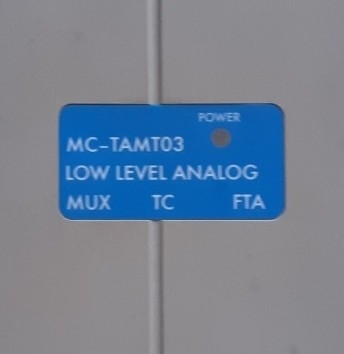 POWER
MC-TAMT03
LOW LEVEL ANALOG
MUX TC FTA